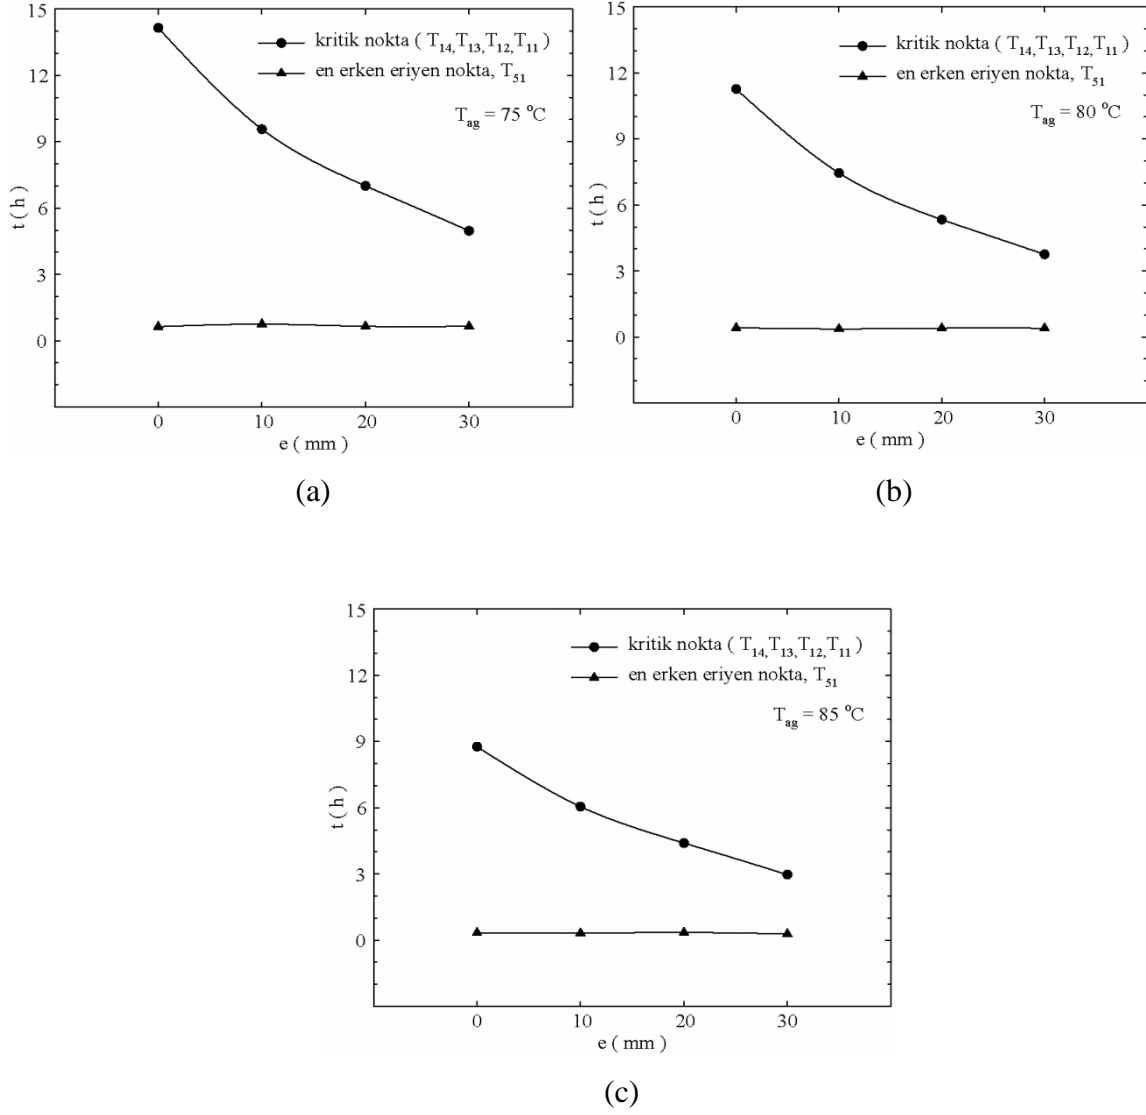 15
12
9
6
3
0
t ( h )
kritik nokta ( T14,T13,T12,T11 )
en erken eriyen nokta, T51
Tag = 75 °C
0 10 20 30
e ( mm )
(a)
15
12
9
6
3
0
t ( h )
kritik nokta ( T14,T13,T12,T11 )
en erken eriyen nokta, T51
Tag = 80 °C
0 10 20 30
e ( mm )
(b)
15
12
9
6
3
0
t ( h )
kritik nokta ( T14,T13,T12,T11 )
en erken eriyen nokta, T51
Tag = 85 °C
0 10 20 30
e ( mm )
(c)